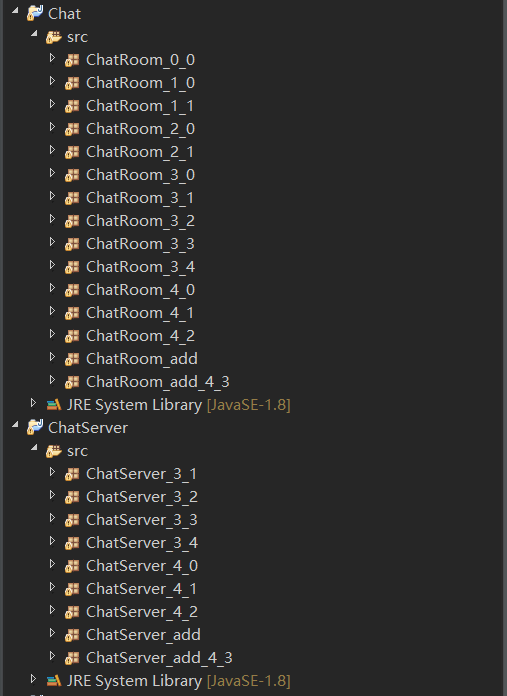 Chat
src
ChatRoom_0_0
ChatRoom_1_0
ChatRoom_1_1
ChatRoom_2_0
ChatRoom_2_1
ChatRoom_3_0
ChatRoom_3_1
ChatRoom_3_2
ChatRoom_3_3
ChatRoom_3_4
ChatRoom_4_0
ChatRoom_4_1
ChatRoom_4_2
ChatRoom_add
ChatRoom_add_4_3
JRE System Library [JavaSE-1.8]
ChatServer
src
ChatServer_3_1
ChatServer_3_2
ChatServer_3_3
ChatServer_3_4
ChatServer_4_0
ChatServer_4_1
ChatServer_4_2
ChatServer_add
ChatServer_add_4_3
JRE System Library [JavaSE-1.8]